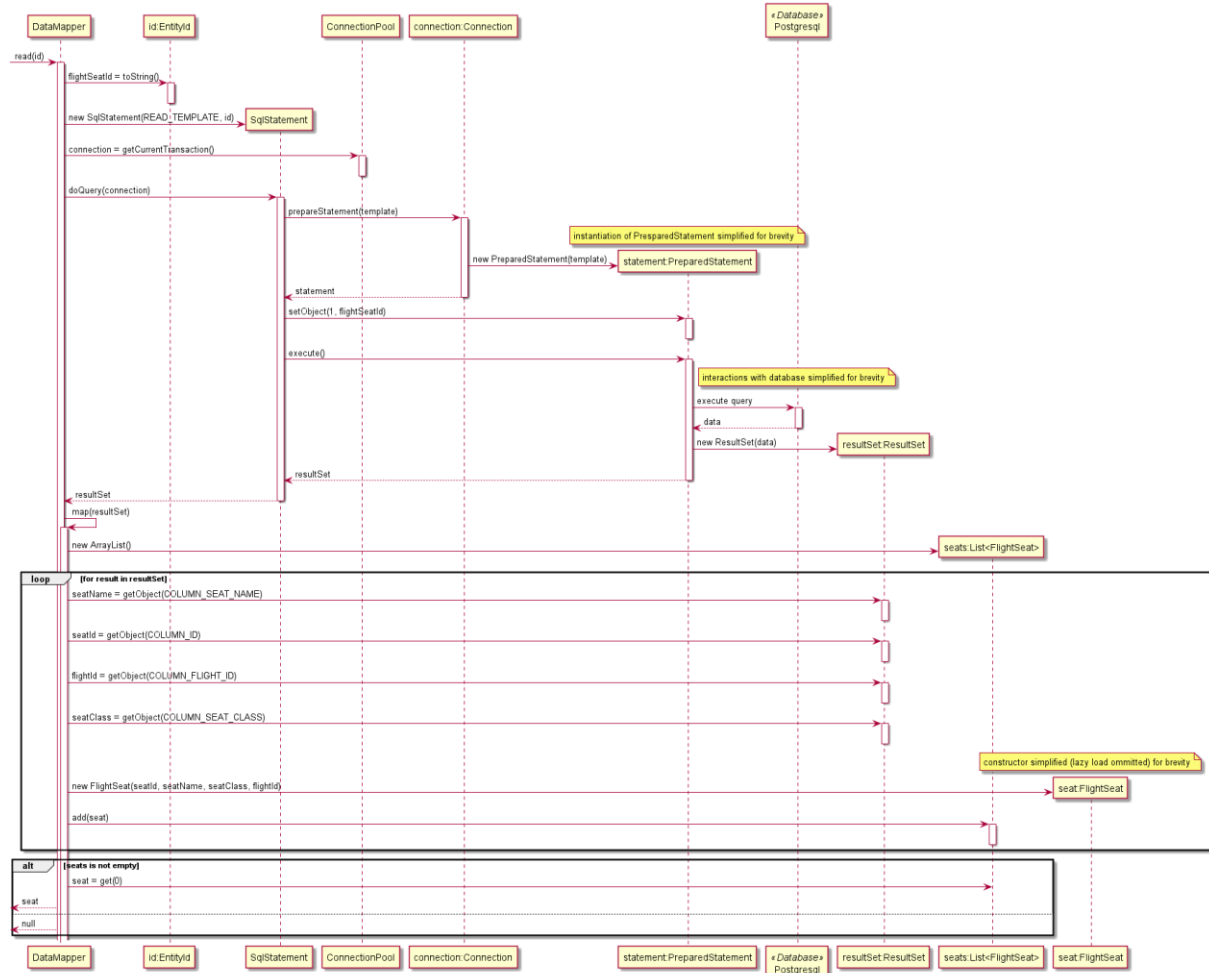 «Database»
DataMapper id:EntityId ConnectionPool connection:Connection Postgresql
read(id)
flightSeatId = toString()
new SqlStatement(READ_TEMPLATE, id) SqlStatement
connection = getCurrentTransaction()
doQuery(connection)
prepareStatement(template)
instantiation of PresparedStatement simplified for brevity
new PreparedStatement(template) statement:PreparedStatement
statement
setObject(1, flightSeatId)
execute()
interactions with database simplified for brevity
execute query
data
new ResultSet(data) resultSet:ResultSet
resultSet
resultSet
map(resultSet)
new ArrayList() seats:List<FlightSeat>
loop [for result in resultSet]
seatName = getObject(COLUMN_SEAT_NAME)
seatId = getObject(COLUMN_ID)
flightId = getObject(COLUMN_FLIGHT_ID)
seatClass = getObject(COLUMN_SEAT_CLASS)
constructor simplified (lazy load ommitted) for brevity
new FlightSeat(seatId, seatName, seatClass, flightId) seat:FlightSeat
add(seat)
alt [seats is not empty]
seat = get(0)
seat
null
DataMapper id:EntityId SqlStatement ConnectionPool connection:Connection statement:PreparedStatement «Database» resultSet:ResultSet seats:List<FlightSeat> seat:FlightSeat
Postgresql